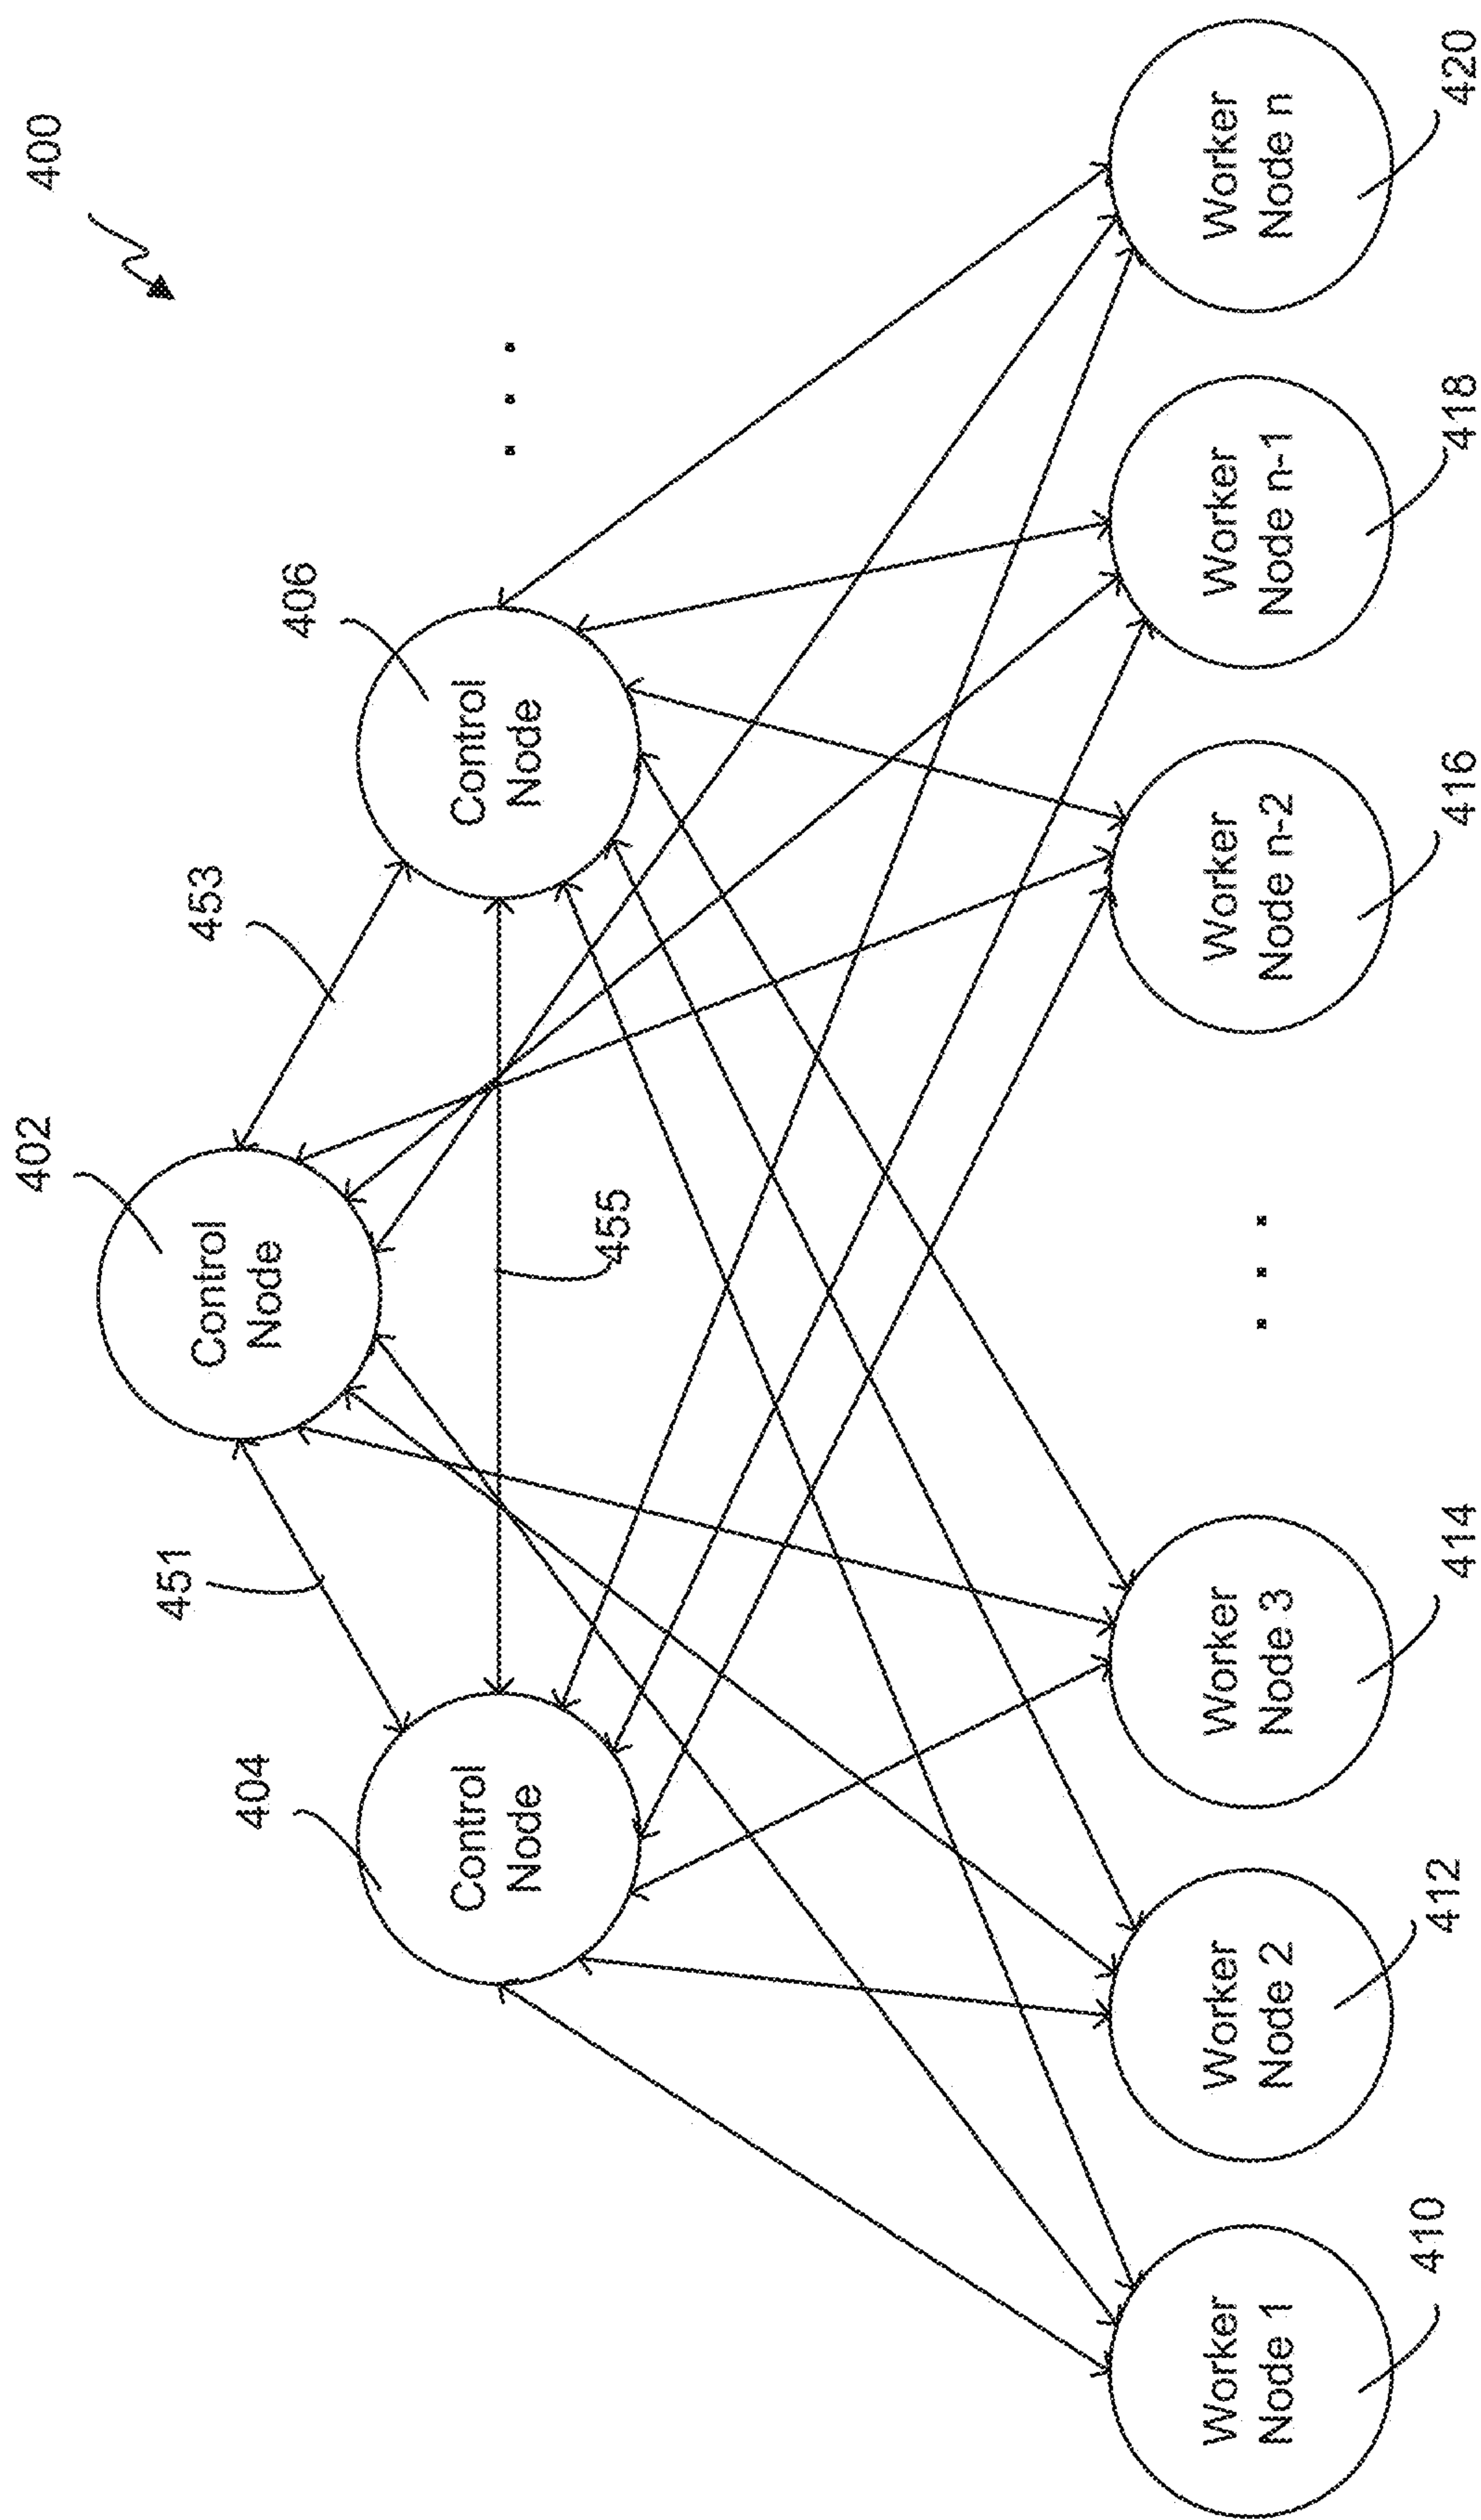 400
402
Control
Node
451
453
404
Control
Node
406
Control
Node
455
. . .
. . .
Worker
Node 1
Worker
Node 2
Worker
Node 3
Worker
Node n-2
Worker
Node n-1
Worker
Node n
410
412
414
416
418
420